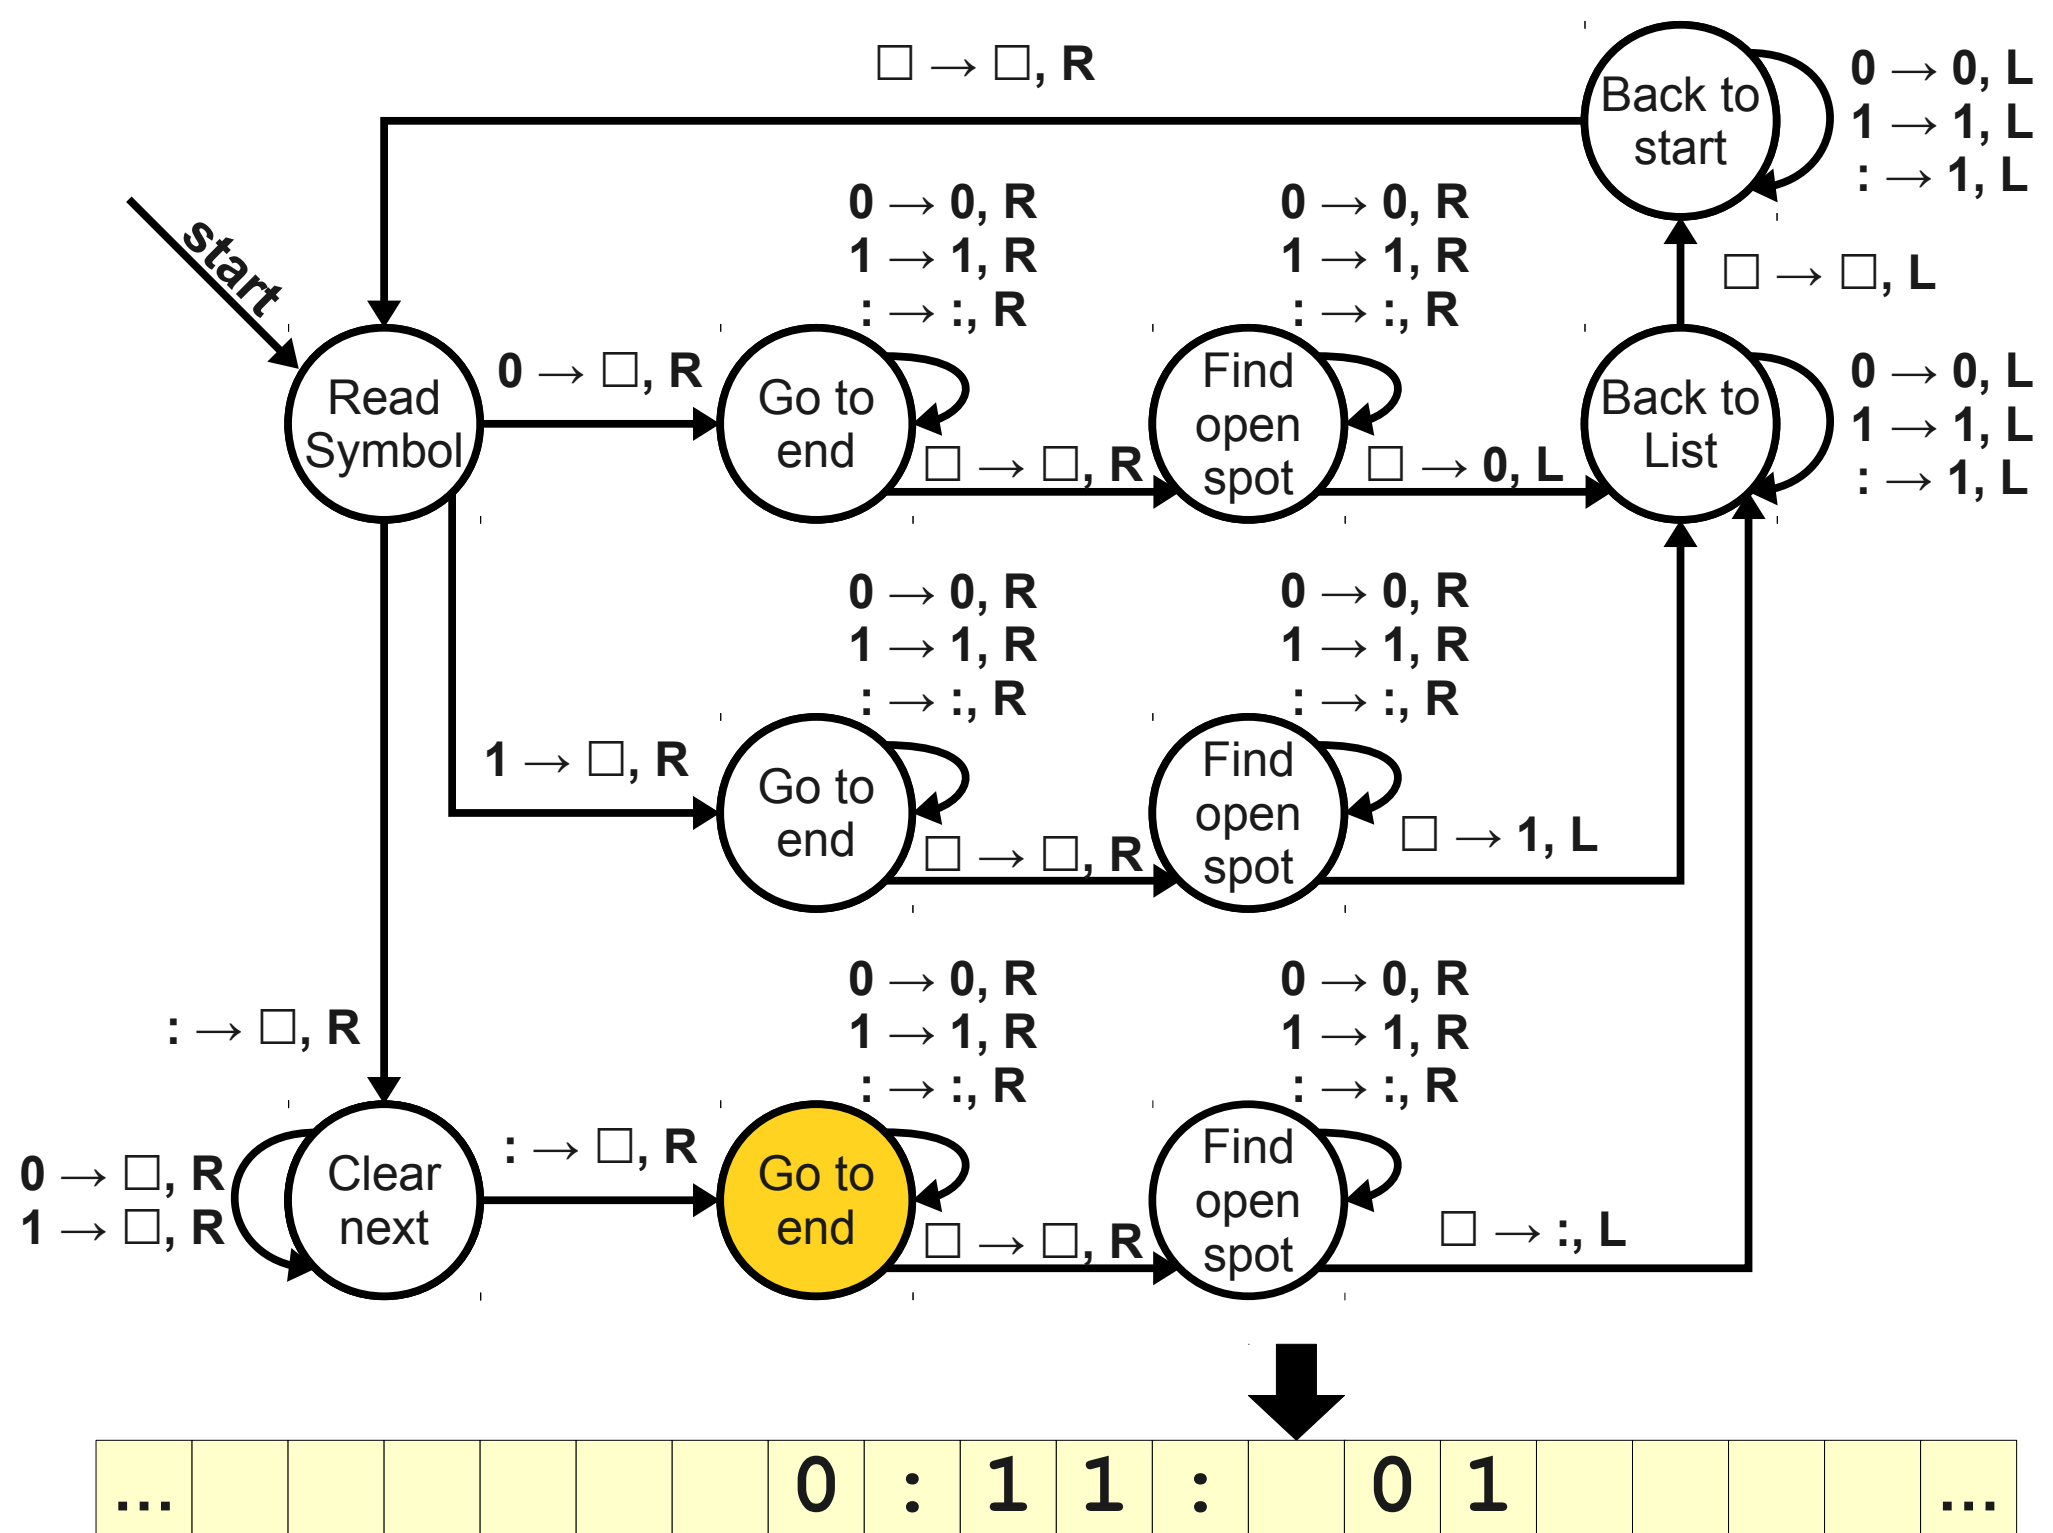 ☐ → ☐, R
Back to
start
0 → 0, L
1 → 1, L
: → 1, L
start
0 → 0, R
1 → 1, R
: → :, R
0 → 0, R
1 → 1, R
: → :, R
☐ → ☐, L
Read
Symbol
0 → ☐, R
Go to
end
☐ → ☐, R
Find
open
spot
☐ → 0, L
Back to
List
0 → 0, L
1 → 1, L
: → 1, L
0 → 0, R
1 → 1, R
: → :, R
0 → 0, R
1 → 1, R
: → :, R
1 → ☐, R
Go to
end
☐ → ☐, R
Find
open
spot
☐ → 1, L
0 → 0, R
1 → 1, R
: → :, R
0 → 0, R
1 → 1, R
: → :, R
: → ☐, R
0 → ☐, R
1 → ☐, R
Clear
next
: → ☐, R
Go to
end
☐ → ☐, R
Find
open
spot
☐ → :, L
... 0 : 1 1 : 0 1 ...